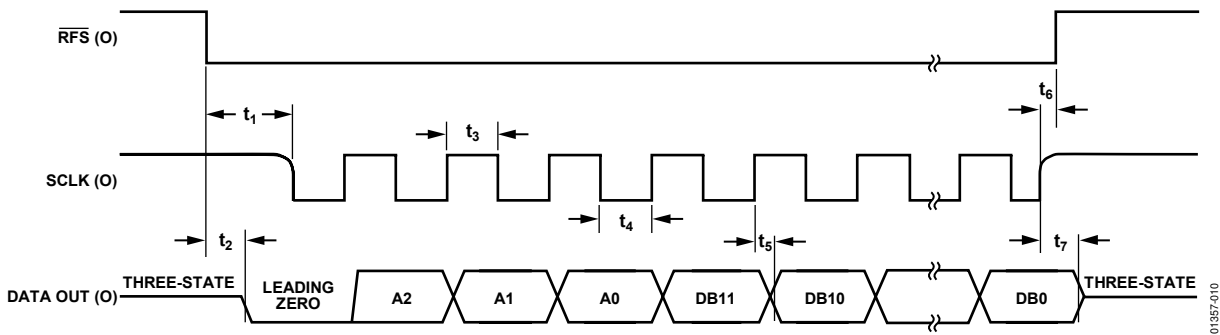 RFS (O)
t1
t3
t6
SCLK (O)
t4
t2
t5
t7
THREE-STATE
LEADING
ZERO
A2
A1
A0
DB11
DB10
DB0
THREE-STATE
DATA OUT (O)
01357-010